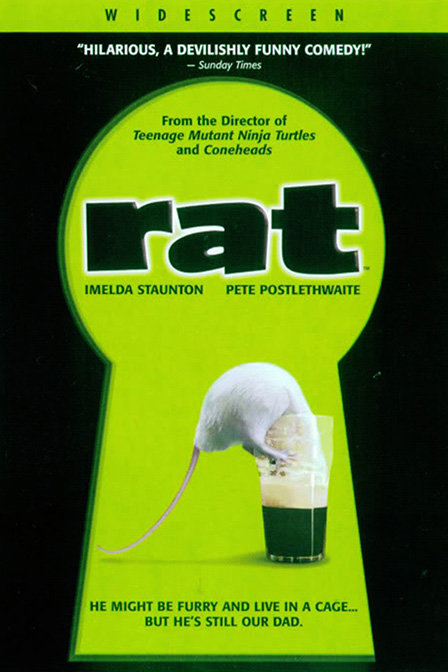 WIDESCREEN
"HILARIOUS, A DEVILISHLY FUNNY COMEDY!"
— Sunday Times
From the Director of
Teenage Mutant Ninja Turtles
and Coneheads
rat™
IMELDA STAUNTON PETE POSTLETHWAITE
HE MIGHT BE FURRY AND LIVE IN A CAGE...
BUT HE'S STILL OUR DAD.